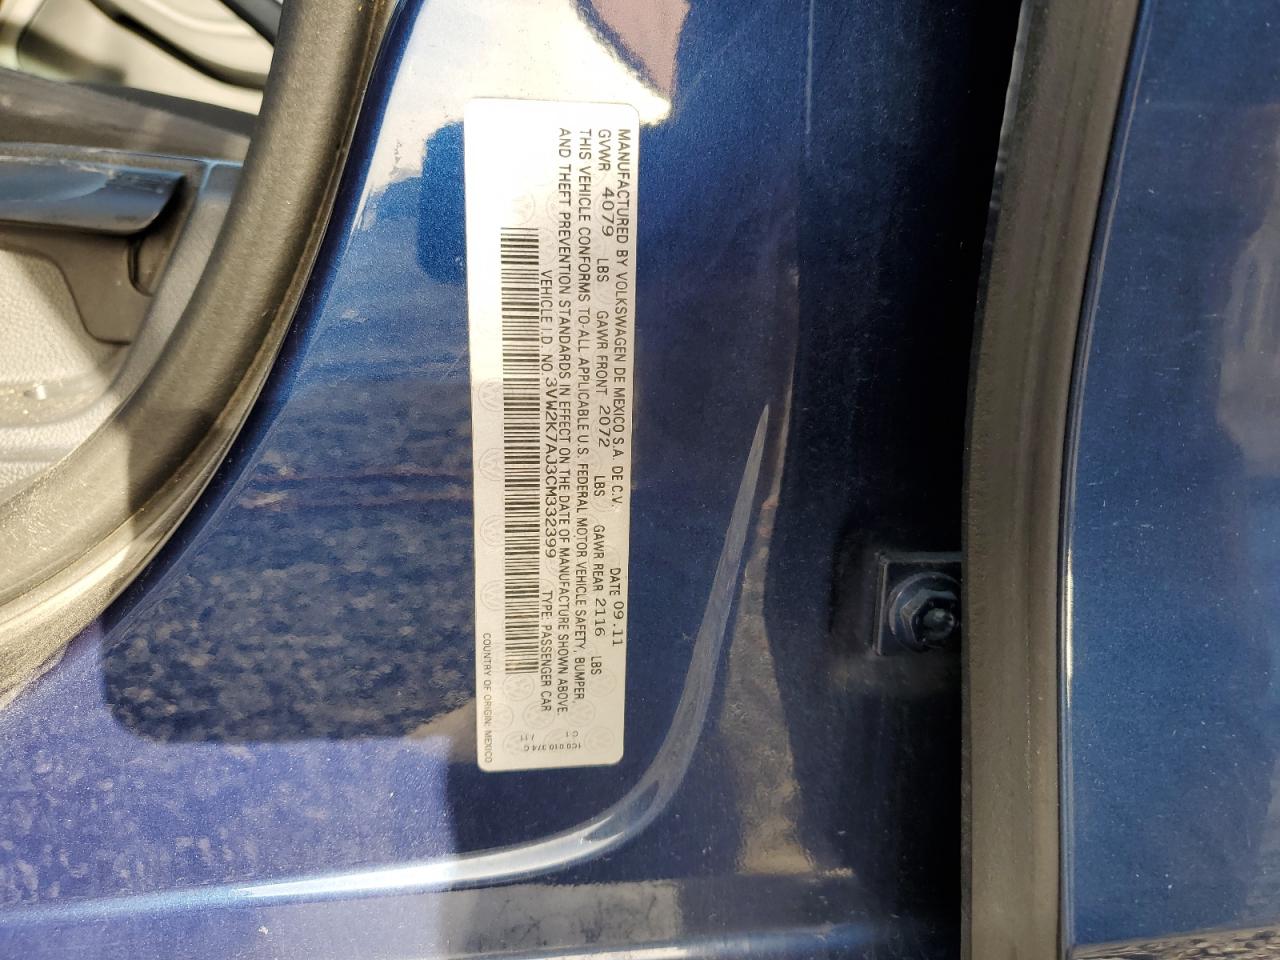 MANUFACTURED BY VOLKSWAGEN DE MEXICO S.A. DE C.V. DATE 09.11
GVWR 4079 LBS GAWR FRONT 2072 LBS GAWR REAR 2116 LBS
THIS VEHICLE CONFORMS TO ALL APPLICABLE U.S. FEDERAL MOTOR VEHICLE SAFETY, BUMPER,
AND THEFT PREVENTION STANDARDS IN EFFECT ON THE DATE OF MANUFACTURE SHOWN ABOVE.
VEHICLE I.D. NO. 3VW2K7AJ3CM332399 TYPE: PASSENGER CAR
COUNTRY OF ORIGIN: MEXICO